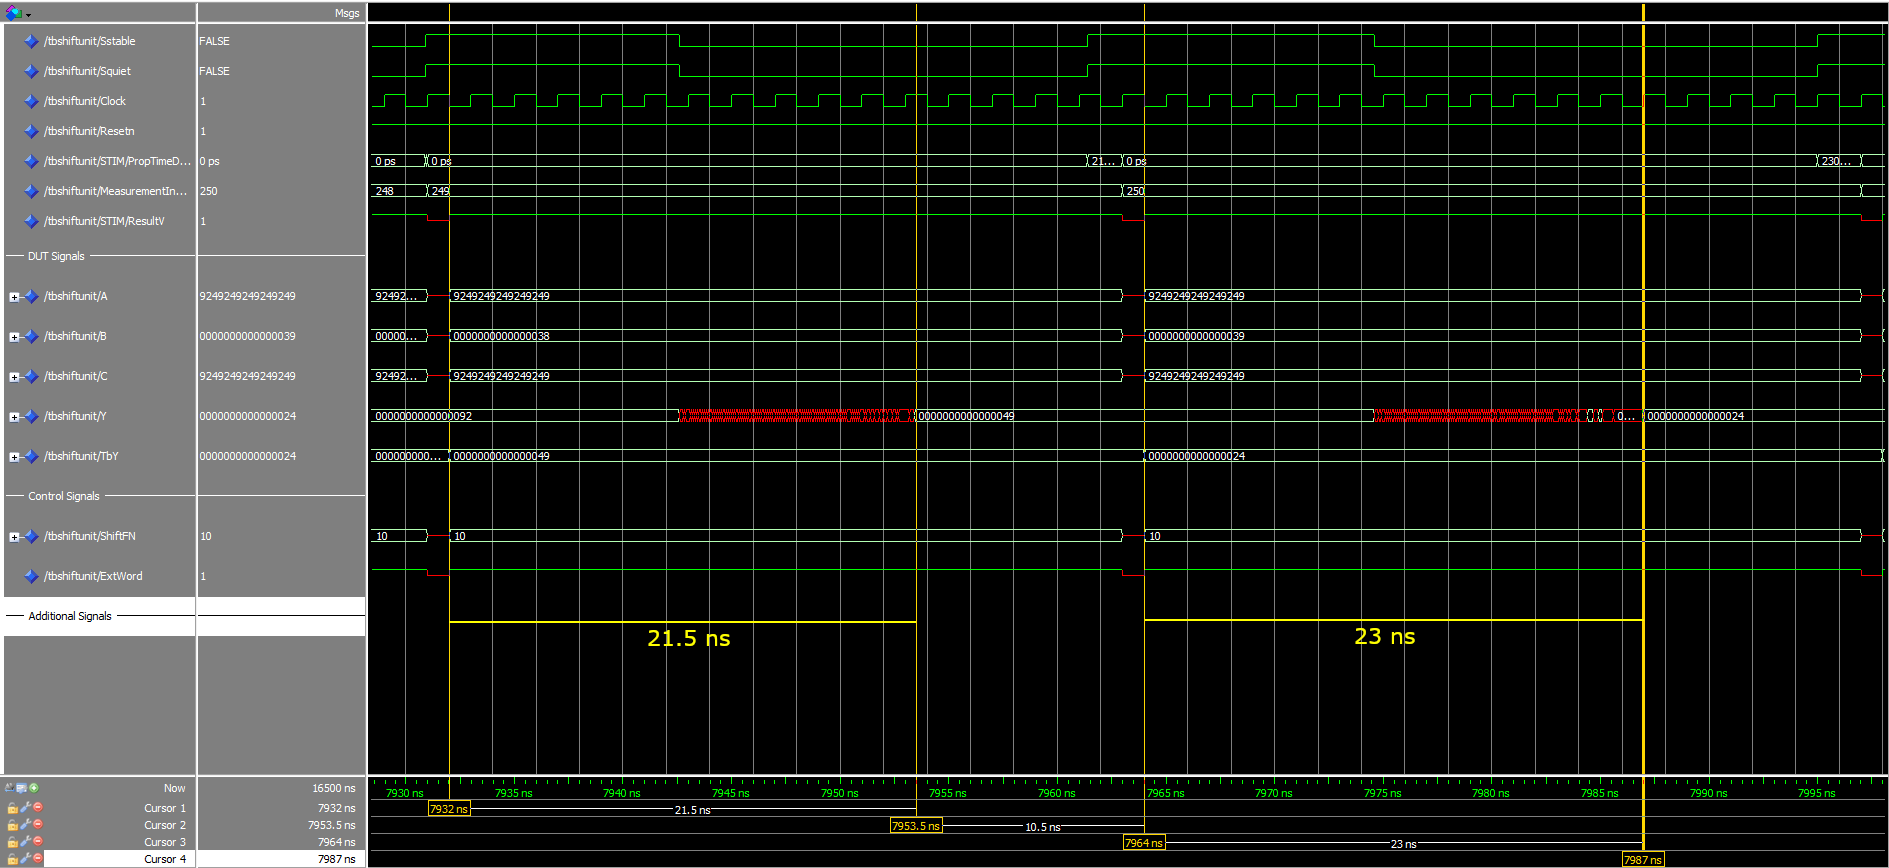 Msgs
/tbshiftunit/Sstable FALSE
/tbshiftunit/Squiet FALSE
/tbshiftunit/Clock 1
/tbshiftunit/Resetn 1
/tbshiftunit/STIM/PropTimeD... 0 ps 0 ps 0 ps 21... 0 ps 230...
/tbshiftunit/MeasurementIn... 250 248 249 250
/tbshiftunit/STIM/ResultV 1
DUT Signals
/tbshiftunit/A 9249249249249249 92492... 9249249249249249 9249249249249249
/tbshiftunit/B 0000000000000039 00000... 0000000000000038 0000000000000039
/tbshiftunit/C 9249249249249249 92492... 9249249249249249 9249249249249249
/tbshiftunit/Y 0000000000000024 0000000000000092 0000000000000049 0... 0000000000000024
/tbshiftunit/TbY 0000000000000024 000000000... 0000000000000049 0000000000000024
Control Signals
/tbshiftunit/ShiftFN 10 10 10 10
/tbshiftunit/ExtWord 1
Additional Signals
21.5 ns 23 ns
Now 16500 ns 7930 ns 7935 ns 7940 ns 7945 ns 7950 ns 7955 ns 7960 ns 7965 ns 7970 ns 7975 ns 7980 ns 7985 ns 7990 ns 7995 ns
Cursor 1 7932 ns 7932 ns 21.5 ns
Cursor 2 7953.5 ns 7953.5 ns 10.5 ns
Cursor 3 7964 ns 7964 ns 23 ns
Cursor 4 7987 ns 7987 ns